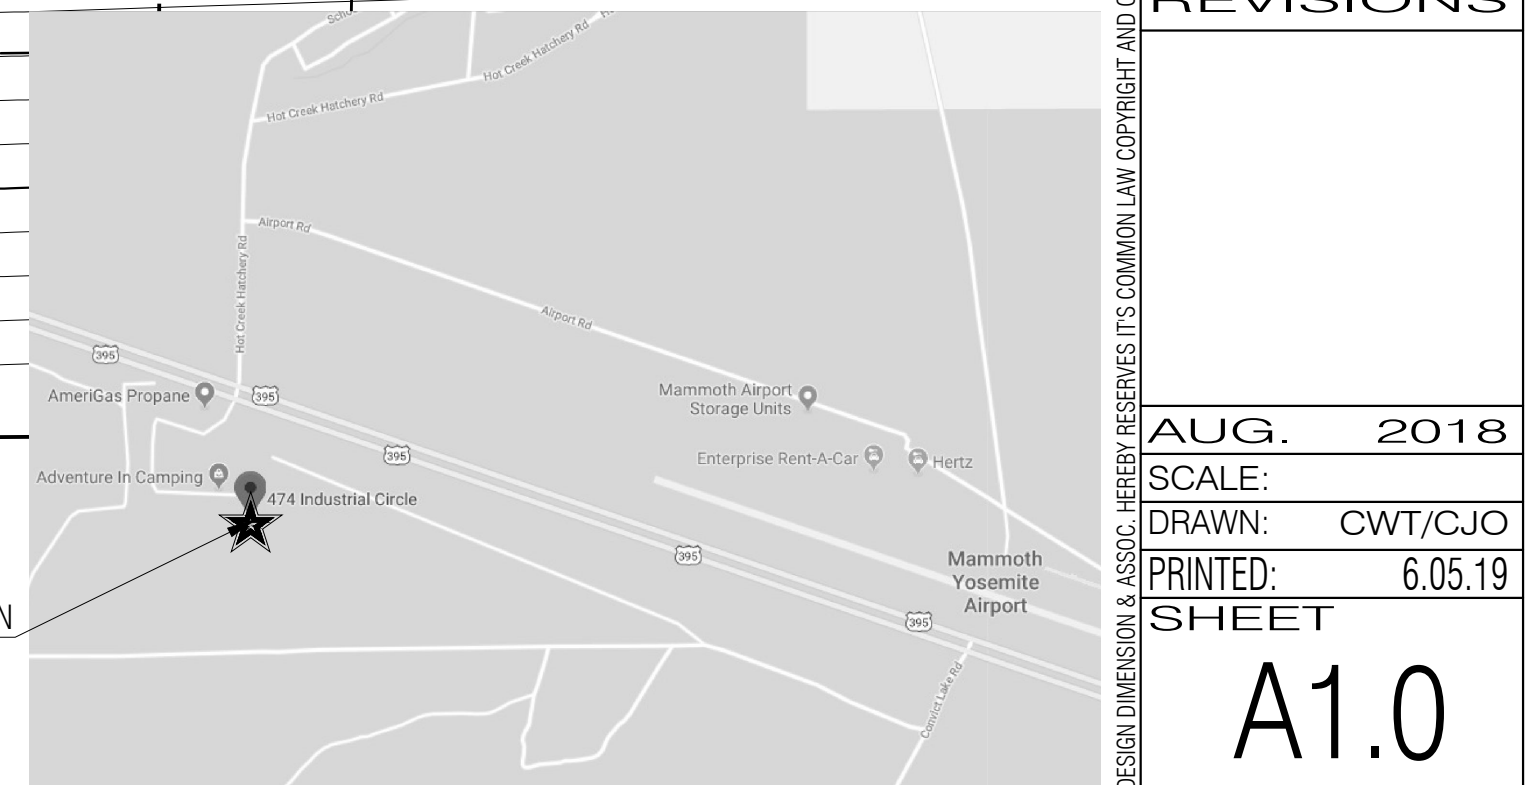 Hot Creek Hatchery Rd
Hot Creek Hatchery Rd
Airport Rd
Hot Creek Hatchery Rd
Airport Rd
395
AmeriGas Propane
395
Mammoth Airport
Storage Units
395
Enterprise Rent-A-Car
Hertz
Adventure In Camping
474 Industrial Circle
395
Mammoth
Yosemite
Airport
395
Convict Lake Rd
DESIGN DIMENSION & ASSOC. HEREBY RESERVES IT'S COMMON LAW COPYRIGHT AND
REVISIONS
AUG. 2018
SCALE:
DRAWN: CWT/CJO
PRINTED: 6.05.19
SHEET
A1.0